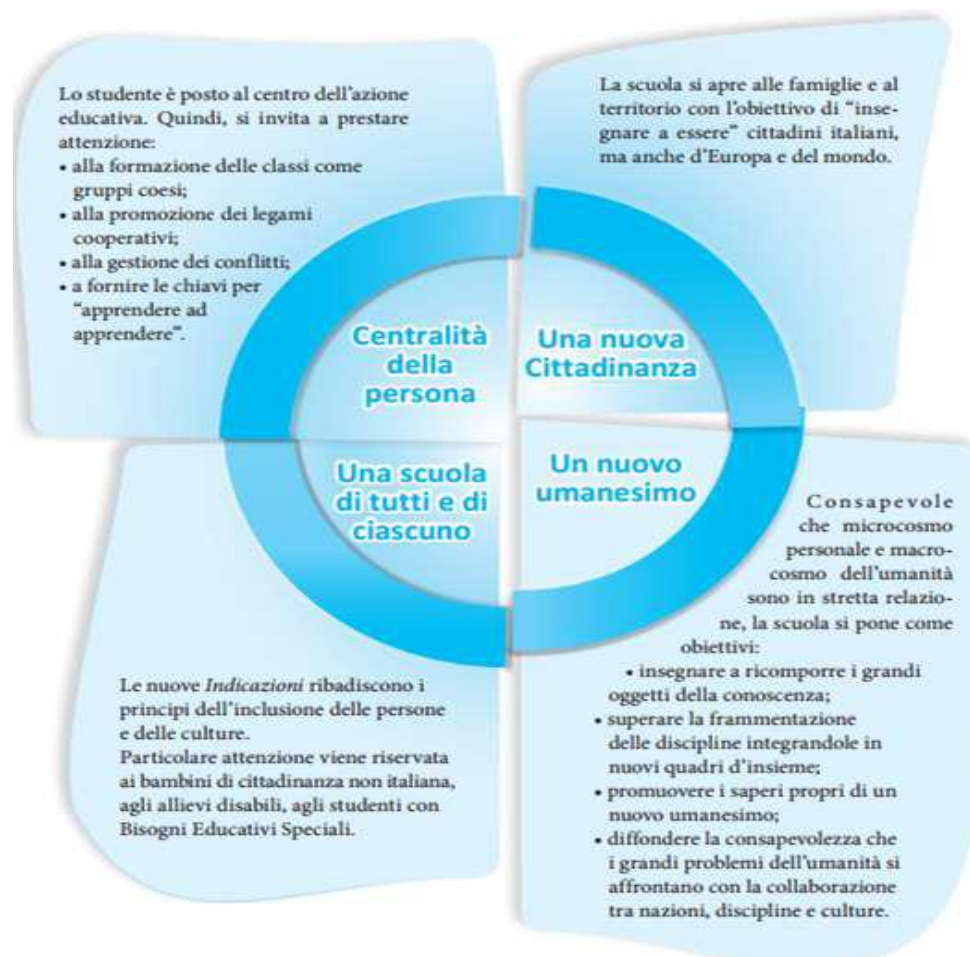 Lo studente è posto al centro dell'azione
educativa. Quindi, si invita a prestare
attenzione:
• alla formazione delle classi come
gruppi coesi;
• alla promozione dei legami
cooperativi;
• alla gestione dei conflitti;
• a fornire le chiavi per
"apprendere ad
apprendere".
Centralità
della
persona
La scuola si apre alle famiglie e al
territorio con l'obiettivo di "inse-
gnare a essere" cittadini italiani,
ma anche d'Europa e del mondo.
Una nuova
Cittadinanza
Una scuola
di tutti e di
ciascuno
Le nuove Indicazioni ribadiscono i
principi dell'inclusione delle persone
e delle culture.
Particolare attenzione viene riservata
ai bambini di cittadinanza non italiana,
agli allievi disabili, agli studenti con
Bisogni Educativi Speciali.
Un nuovo
umanesimo
Consapevole
che microcosmo
personale e macro-
cosmo dell'umanità
sono in stretta relazio-
ne, la scuola si pone come
obiettivi:
• insegnare a ricomporre i grandi
oggetti della conoscenza;
• superare la frammentazione
delle discipline integrandole in
nuovi quadri d'insieme;
• promuovere i saperi propri di un
nuovo umanesimo;
• diffondere la consapevolezza che
i grandi problemi dell'umanità si
affrontano con la collaborazione
tra nazioni, discipline e culture.